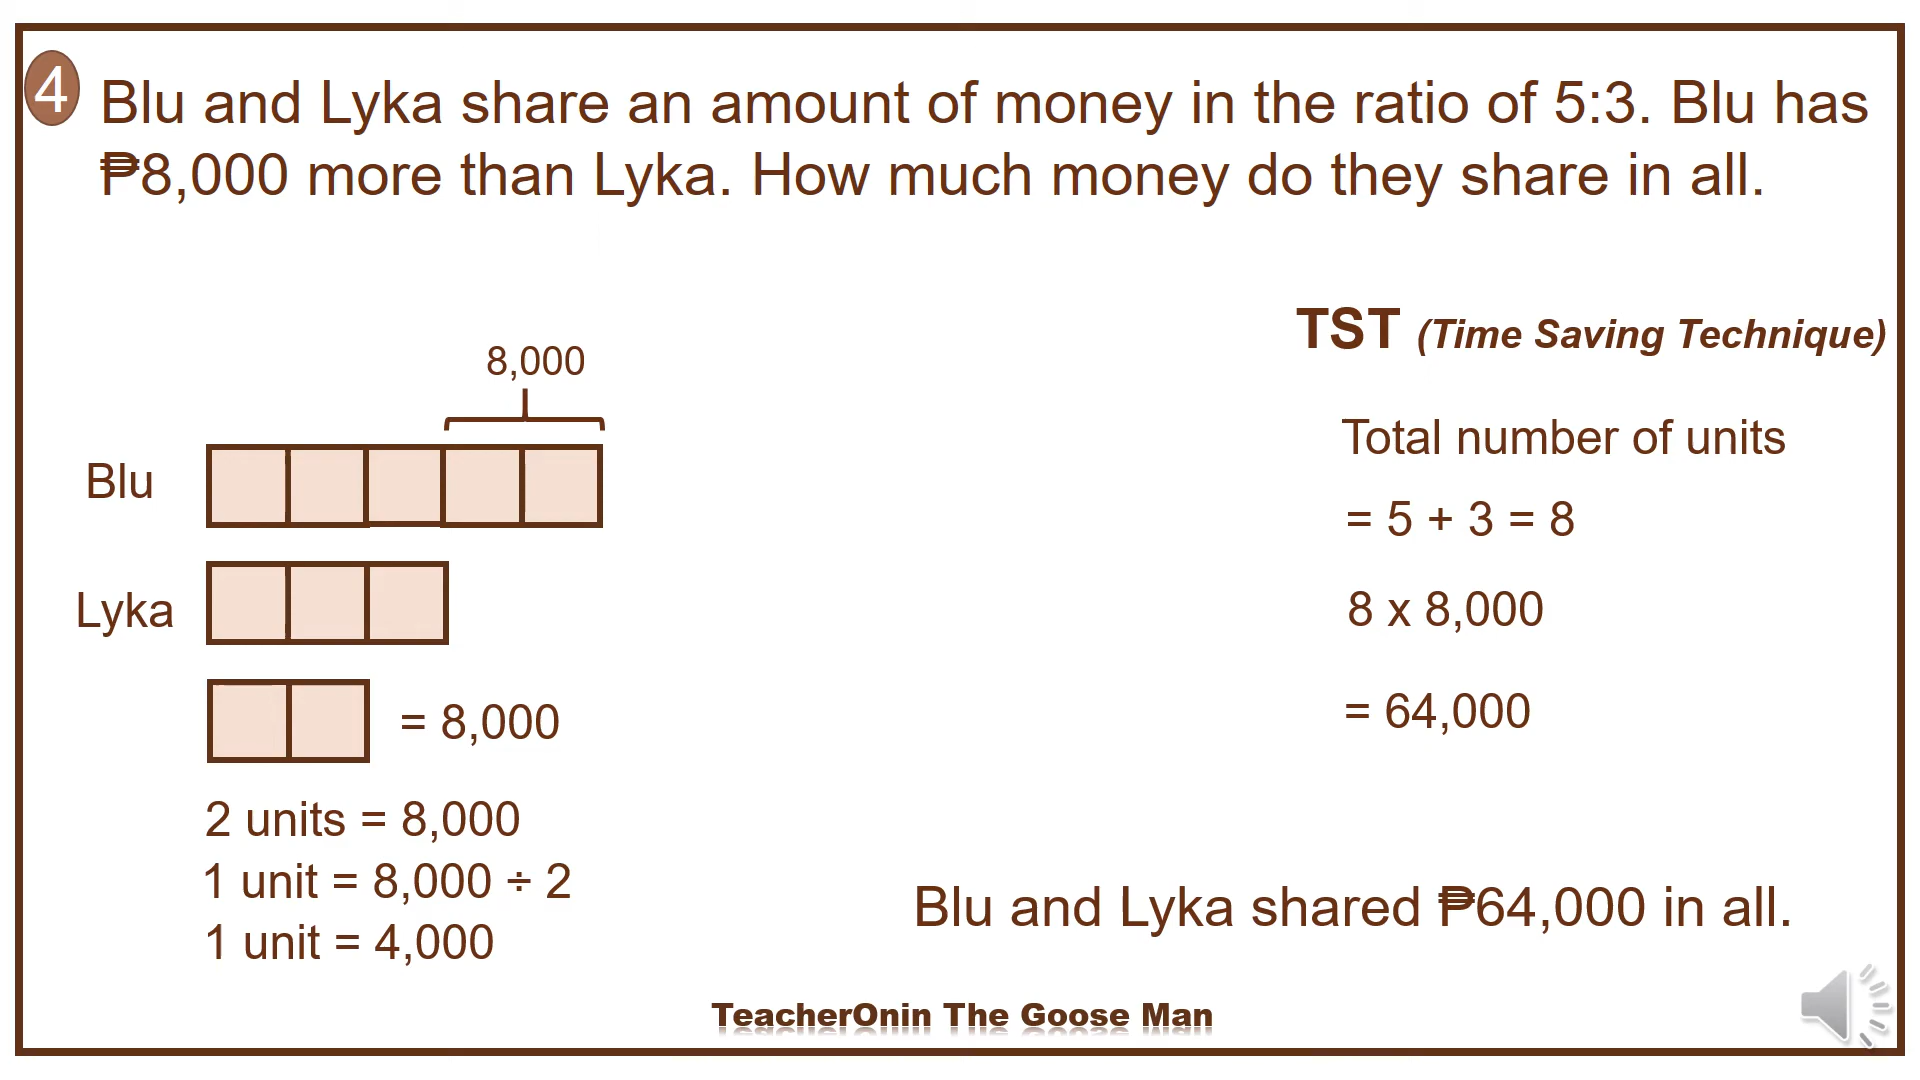 4
Blu and Lyka share an amount of money in the ratio of 5:3. Blu has
₱8,000 more than Lyka. How much money do they share in all.
TST (Time Saving Technique)
8,000
Total number of units
Blu
= 5 + 3 = 8
Lyka
8 x 8,000
= 8,000
= 64,000
2 units = 8,000
1 unit = 8,000 ÷ 2
1 unit = 4,000
Blu and Lyka shared ₱64,000 in all.
TeacherOnin The Goose Man